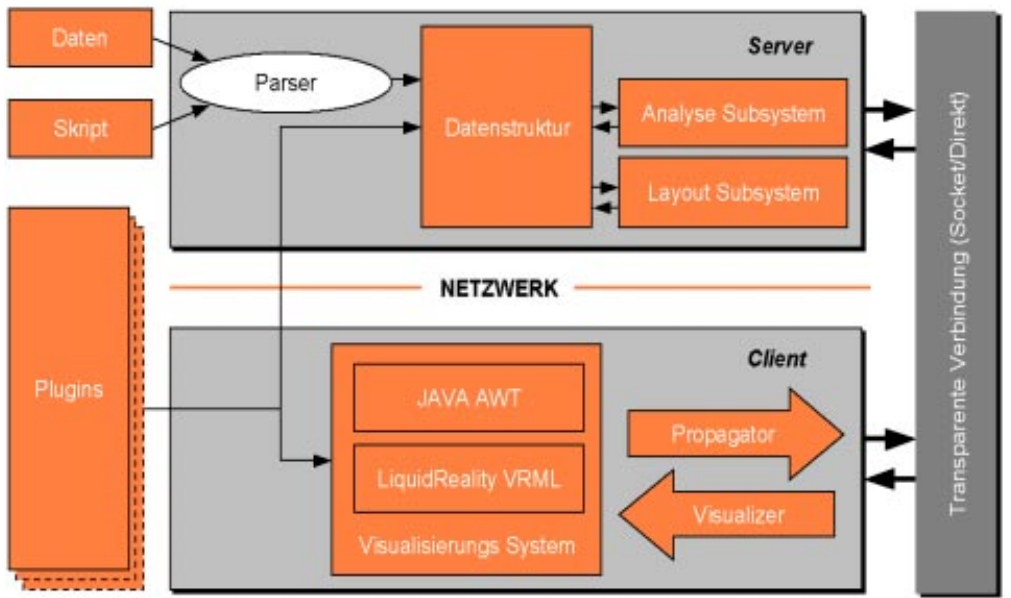 Daten
Server
Parser
Skript
Datenstruktur
Analyse Subsystem
Layout Subsystem
Transparente Verbindung (Socket/Direkt)
NETZWERK
Plugins
Client
JAVA AWT
Propagator
LiquidReality VRML
Visualizer
Visualisierungs System